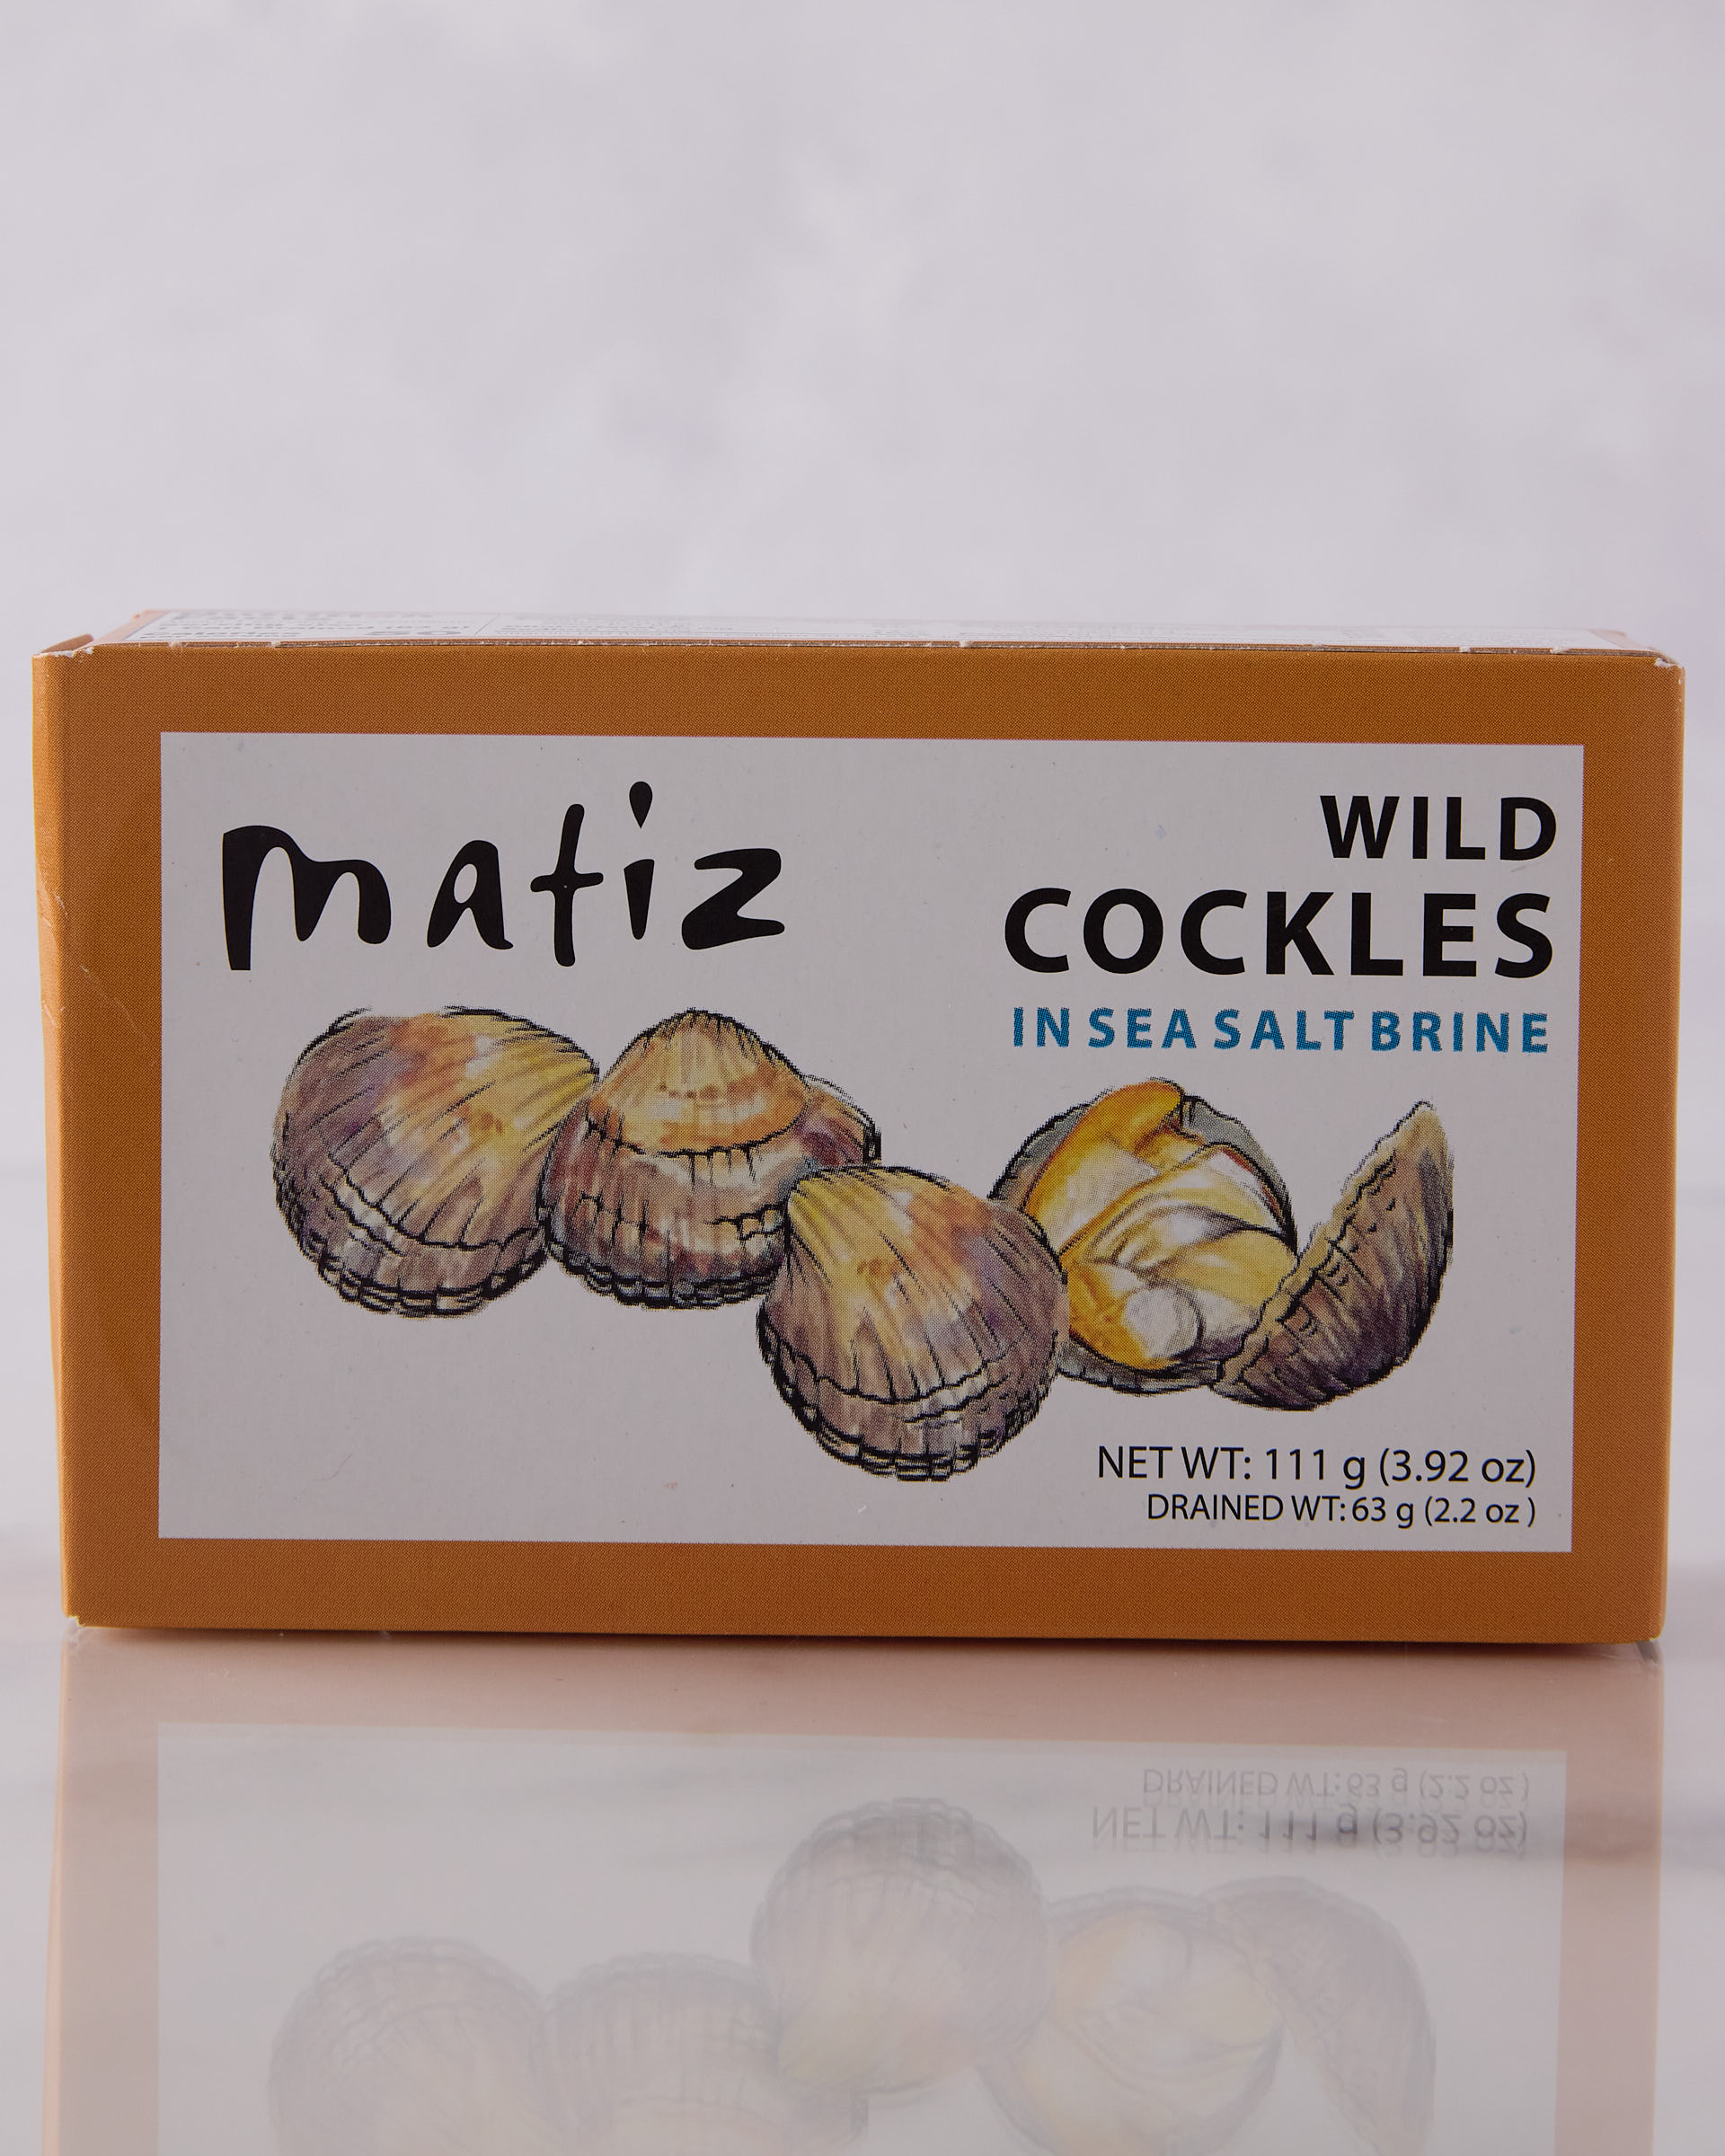 matiz
WILD
COCKLES
IN SEA SALT BRINE
NET WT: 111 g (3.92 oz)
DRAINED WT: 63 g (2.2 oz )